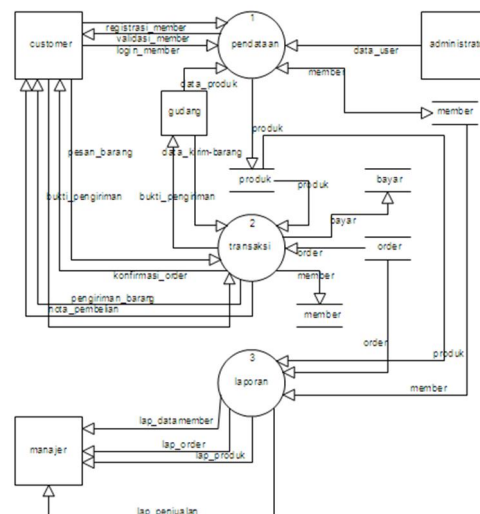 1
customer
registrasi_member
validasi_member
login_member
pendataan
data_user
administrat
member
data_produk
gudang
member
produk
pesan_barang
data_kirim-barang
produk
bayar
produk
bukti_pengiriman
bukti_pengiriman
2
bayar
transaksi
order
order
konfirmasi_order
member
pengiriman_barang
nota_pembelian
member
order
3
produk
laporan
member
lap_datamember
lap_order
manajer
lap_produk
lap_penjualan